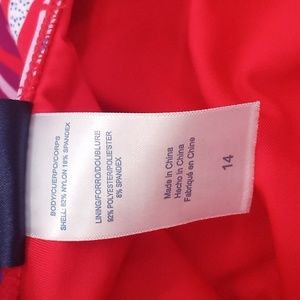 BODY/CUERPO/CORPS
SHELL: 82% NYLON 18% SPANDEX
LINING/FORRO/DOUBLURE
92% POLYESTER/POLIESTER
8% SPANDEX
Made in China
Hecho In China
Fabriqué en Chine
14